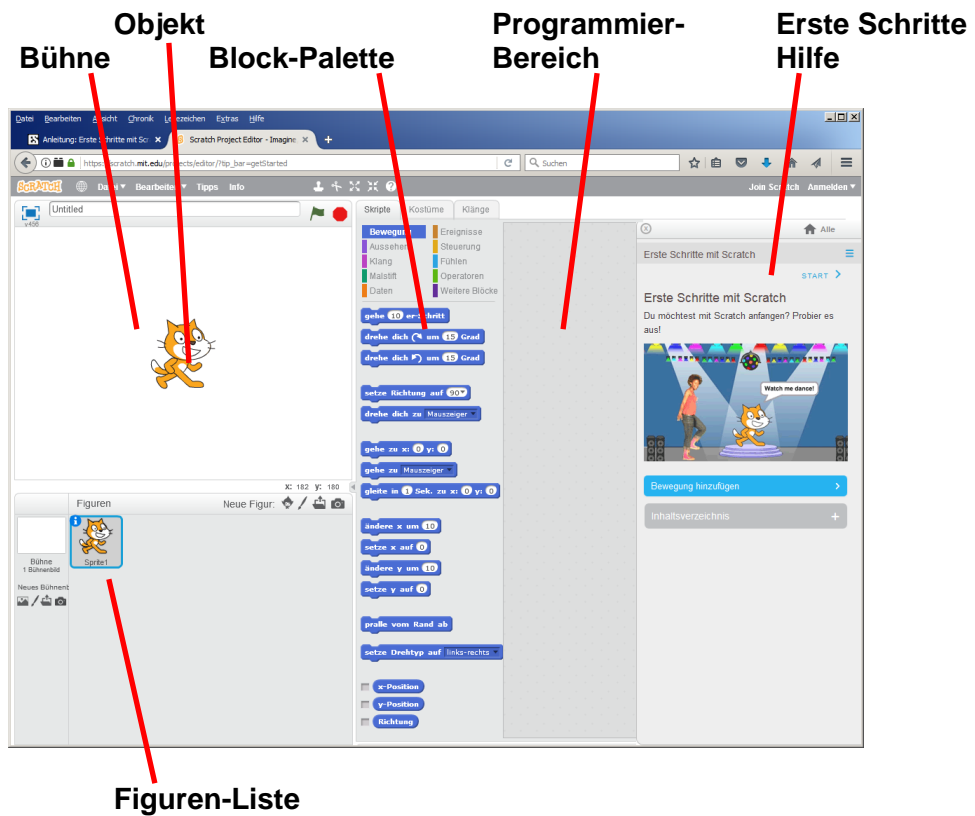 Objekt
Bühne
Block-Palette
Programmier-
Bereich
Erste Schritte
Hilfe
Datei Bearbeiten Ansicht Chronik Lesezeichen Extras Hilfe
Anleitung: Erste Schritte mit Scr
Scratch Project Editor - Imagine
https://scratch.mit.edu/projects/editor/?tip_bar=getStarted
Suchen
SCRATCH Datei Bearbeiten Tipps Info
Join Scratch Anmelden
Untitled
v456
Skripte Kostüme Klänge
Bewegung Ereignisse
Aussehen Steuerung
Klang Fühlen
Malstift Operatoren
Daten Weitere Blöcke
gehe 10 er-Schritt
drehe dich um 15 Grad
drehe dich um 15 Grad
setze Richtung auf 90
drehe dich zu Mauszeiger
gehe zu x: 0 y: 0
gehe zu Mauszeiger
gleite in 1 Sek. zu x: 0 y: 0
ändere x um 10
setze x auf 0
ändere y um 10
setze y auf 0
pralle vom Rand ab
setze Drehtyp auf links-rechts
x-Position
y-Position
Richtung
Alle
Erste Schritte mit Scratch
START
Erste Schritte mit Scratch
Du möchtest mit Scratch anfangen? Probier es
aus!
Watch me dance!
Bewegung hinzufügen
Inhaltsverzeichnis
X: 182 y: 180
Figuren
Neue Figur:
Sprite1
Bühne
1 Bühnenbild
Neues Bühnenb
Figuren-Liste